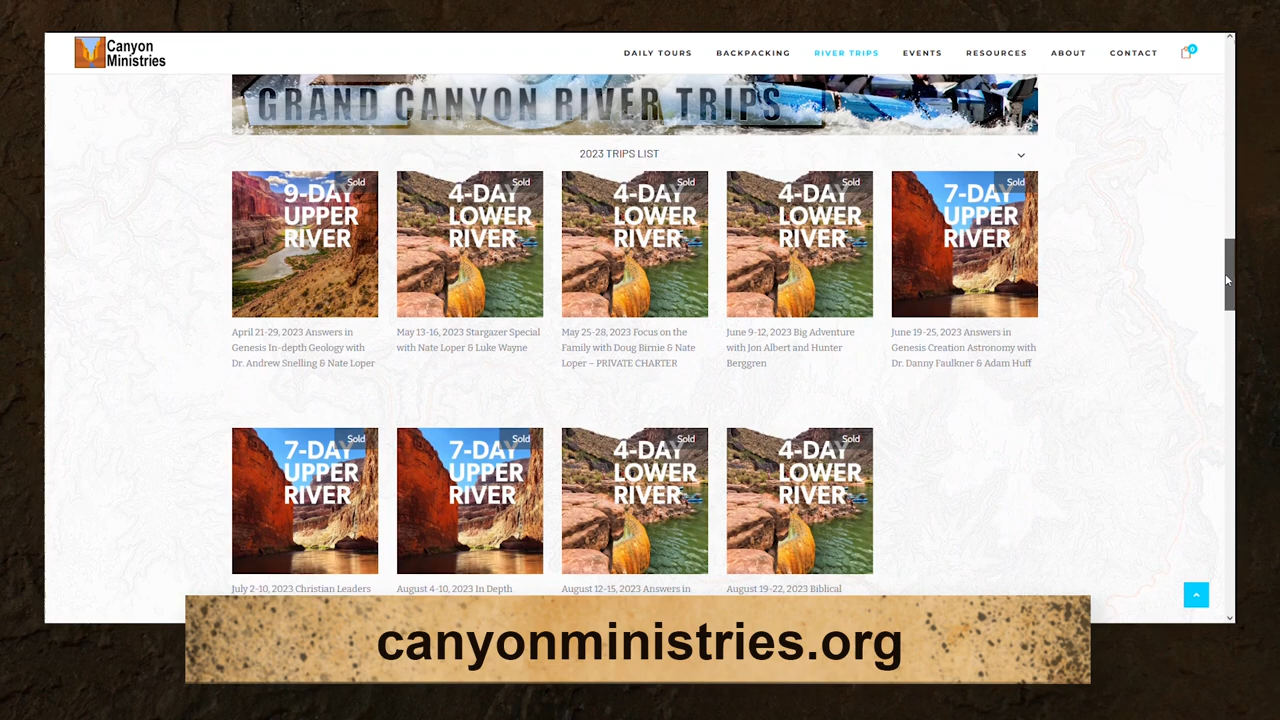 Canyon
Ministries
DAILY TOURS
BACKPACKING
RIVER TRIPS
EVENTS
RESOURCES
ABOUT
CONTACT
0
GRAND CANYON RIVER TRIPS
2023 TRIPS LIST
Sold
9-DAY
UPPER
RIVER
April 21-29, 2023 Answers in
Genesis In-depth Geology with
Dr. Andrew Snelling & Nate Loper
Sold
4-DAY
LOWER
RIVER
May 13-16, 2023 Stargazer Special
with Nate Loper & Luke Wayne
Sold
4-DAY
LOWER
RIVER
May 25-28, 2023 Focus on the
Family with Doug Birnie & Nate
Loper – PRIVATE CHARTER
Sold
4-DAY
LOWER
RIVER
June 9-12, 2023 Big Adventure
with Jon Albert and Hunter
Berggren
Sold
7-DAY
UPPER
RIVER
June 19-25, 2023 Answers in
Genesis Creation Astronomy with
Dr. Danny Faulkner & Adam Huff
Sold
7-DAY
UPPER
RIVER
July 2-10, 2023 Christian Leaders
Sold
7-DAY
UPPER
RIVER
August 4-10, 2023 In Depth
Sold
4-DAY
LOWER
RIVER
August 12-15, 2023 Answers in
Sold
4-DAY
LOWER
RIVER
August 19-22, 2023 Biblical
canyonministries.org